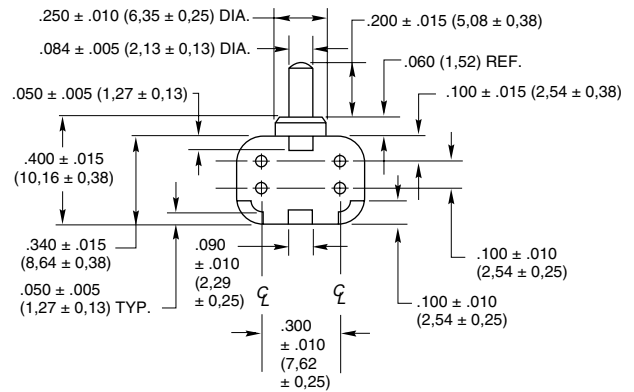 .250 ± .010 (6,35 ± 0,25) DIA.
.200 ± .015 (5,08 ± 0,38)
.084 ± .005 (2,13 ± 0,13) DIA.
.060 (1,52) REF.
.050 ± .005 (1,27 ± 0,13)
.100 ± .015 (2,54 ± 0,38)
.400 ± .015
(10,16 ± 0,38)
.340 ± .015
(8,64 ± 0,38)
.090
± .010
(2,29
± 0,25)
℄
℄
.100 ± .010
(2,54 ± 0,25)
.050 ± .005
(1,27 ± 0,13) TYP.
.100 ± .010
(2,54 ± 0,25)
.300
± .010
(7,62
± 0,25)